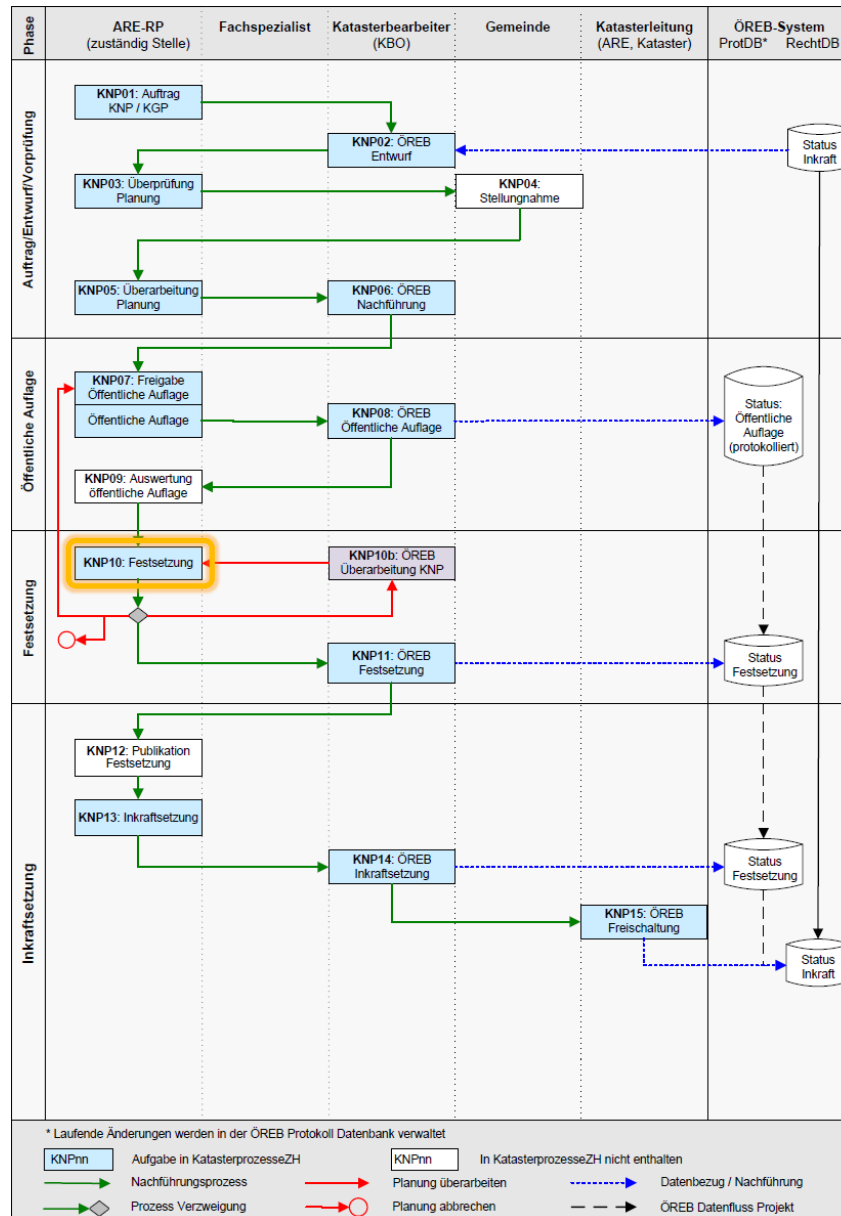 Phase
ARE-RP
(zuständig Stelle)
Fachspezialist
Katasterbearbeiter
(KBO)
Gemeinde
Katasterleitung
(ARE, Kataster)
ÖREB-System
ProtDB* RechtDB
Auftrag/Entwurf/Vorprüfung
KNP01: Auftrag
KNP / KGP
KNP02: ÖREB
Entwurf
Status
Inkraft
KNP03: Überprüfung
Planung
KNP04:
Stellungnahme
KNP05: Überarbeitung
Planung
KNP06: ÖREB
Nachführung
Öffentliche Auflage
KNP07: Freigabe
Öffentliche Auflage
Öffentliche Auflage
KNP08: ÖREB
Öffentliche Auflage
Status:
Öffentliche
Auflage
(protokolliert)
KNP09: Auswertung
öffentliche Auflage
Festsetzung
KNP10: Festsetzung
KNP10b: ÖREB
Überarbeitung KNP
KNP11: ÖREB
Festsetzung
Status
Festsetzung
Inkraftsetzung
KNP12: Publikation
Festsetzung
KNP13: Inkraftsetzung
KNP14: ÖREB
Inkraftsetzung
Status
Festsetzung
KNP15: ÖREB
Freischaltung
Status
Inkraft
* Laufende Änderungen werden in der ÖREB Protokoll Datenbank verwaltet
KNPnn Aufgabe in KatasterprozesseZH KNPnn In KatasterprozesseZH nicht enthalten
Nachführungsprozess Planung überarbeiten Datenbezug / Nachführung
Prozess Verzweigung Planung abbrechen ÖREB Datenfluss Projekt